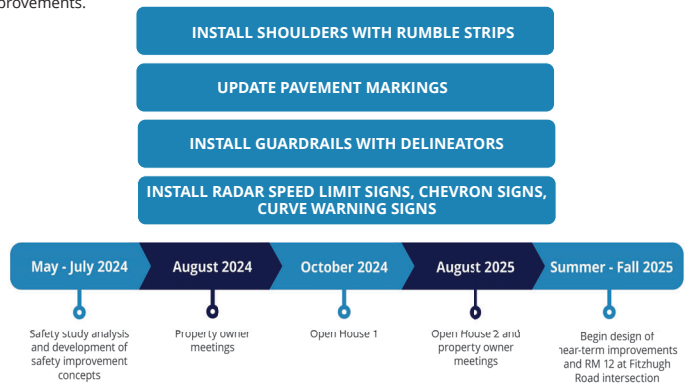 provements.
INSTALL SHOULDERS WITH RUMBLE STRIPS
UPDATE PAVEMENT MARKINGS
INSTALL GUARDRAILS WITH DELINEATORS
INSTALL RADAR SPEED LIMIT SIGNS, CHEVRON SIGNS,
CURVE WARNING SIGNS
May - July 2024
August 2024
October 2024
August 2025
Summer - Fall 2025
Safety study analysis
and development of
safety improvement
concepts
Property owner
meetings
Open House 1
Open House 2 and
property owner
meetings
Begin design of
near-term improvements
and RM 12 at Fitzhugh
Road intersection